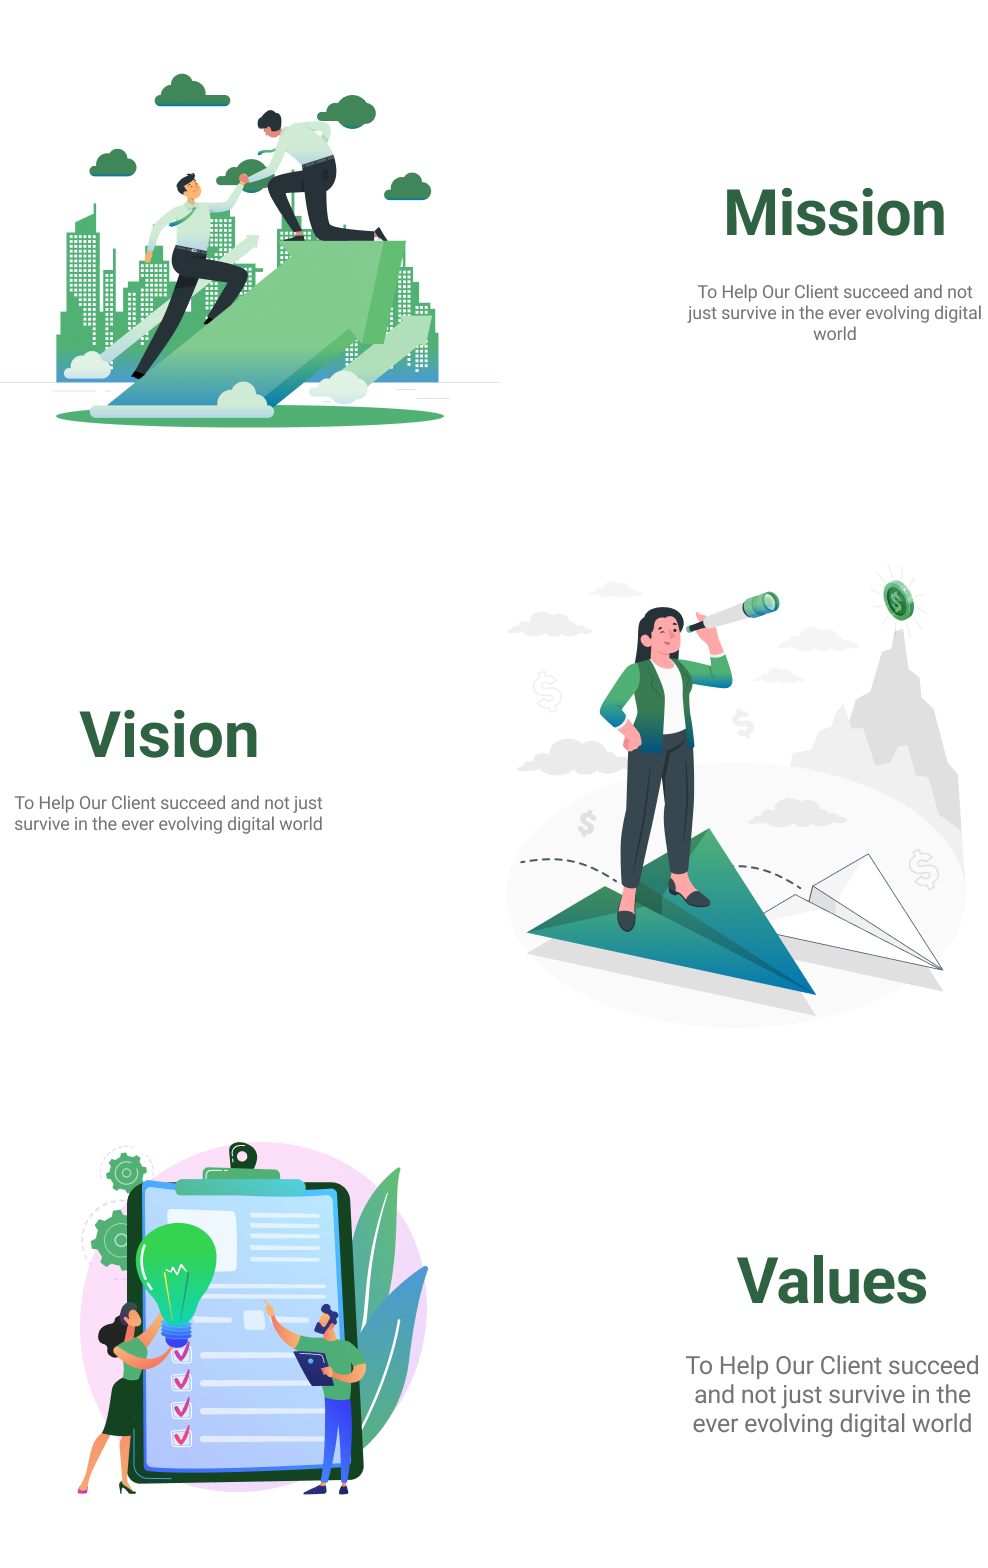 Mission
To Help Our Client succeed and not
just survive in the ever evolving digital
world
Vision
To Help Our Client succeed and not just
survive in the ever evolving digital world
Values
To Help Our Client succeed
and not just survive in the
ever evolving digital world